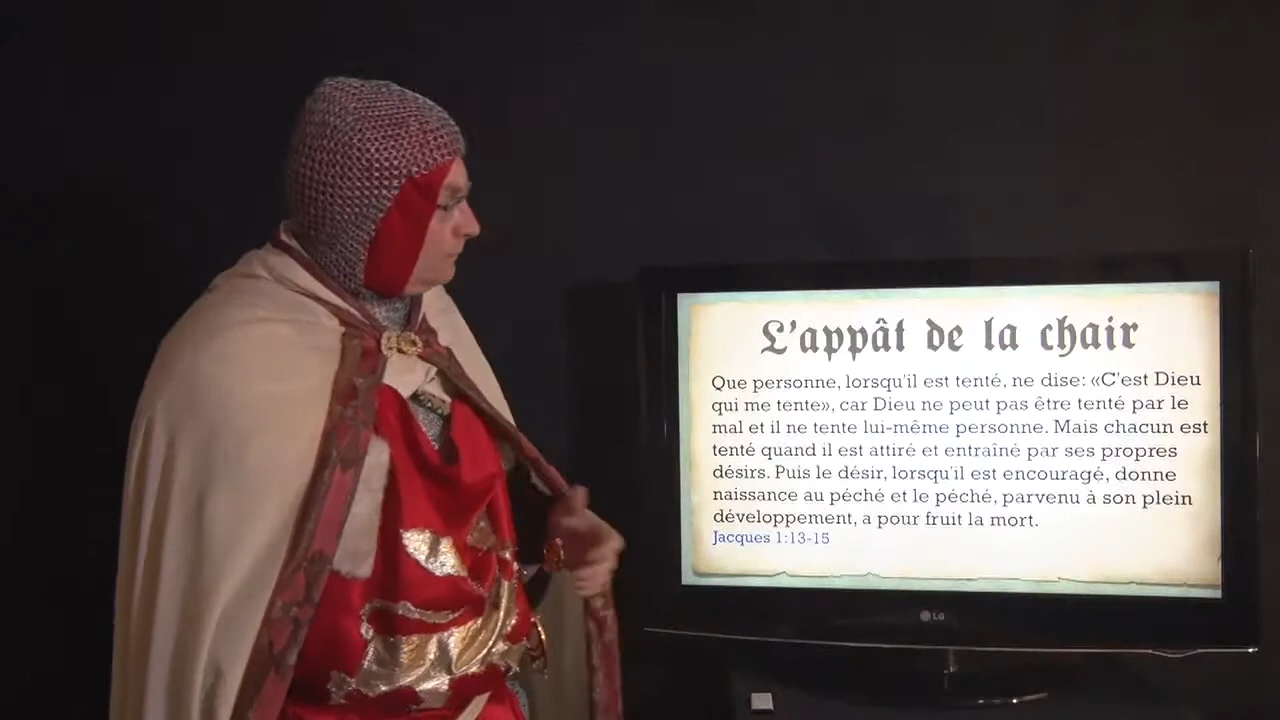 L'appât de la chair
Que personne, lorsqu'il est tenté, ne dise: «C'est Dieu
qui me tente», car Dieu ne peut pas être tenté par le
mal et il ne tente lui-même personne. Mais chacun est
tenté quand il est attiré et entraîné par ses propres
désirs. Puis le désir, lorsqu'il est encouragé, donne
naissance au péché et le péché, parvenu à son plein
développement, a pour fruit la mort.
Jacques 1:13-15
LG